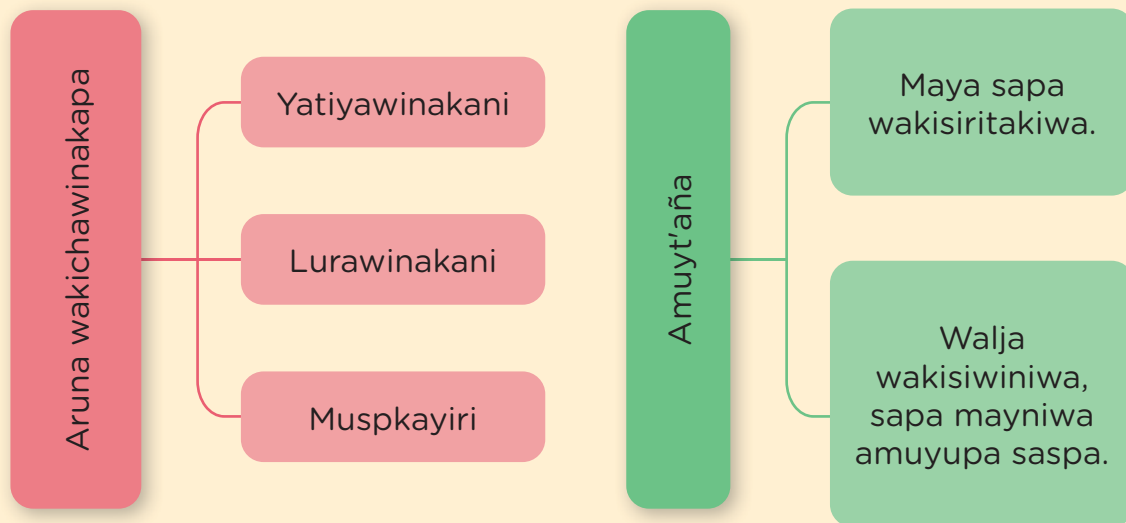 Aruna wakichawinakapa
Yatiyawinakani
Lurawinakani
Muspkayiri
Amuyt'aña
Maya sapa
wakisiritakiwa.
Walja
wakisiwiniwa,
sapa mayniwa
amuyupa saspa.